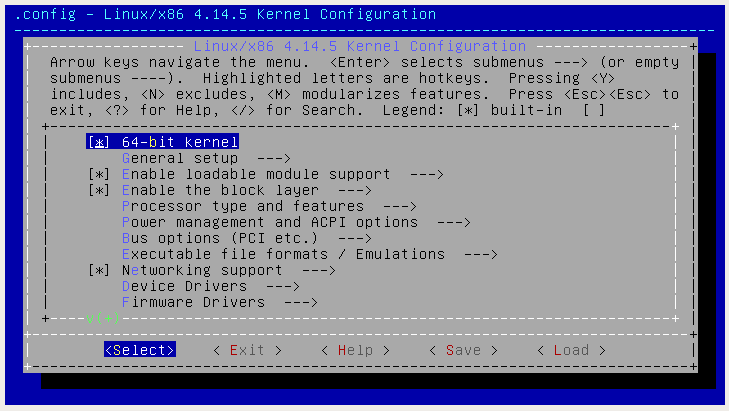 .config - Linux/x86 4.14.5 Kernel Configuration
Linux/x86 4.14.5 Kernel Configuration
Arrow keys navigate the menu.  <Enter> selects submenus ---> (or empty
submenus ----).  Highlighted letters are hotkeys.  Pressing <Y>
includes, <N> excludes, <M> modularizes features.  Press <Esc><Esc> to
exit, <?> for Help, </> for Search.  Legend: [*] built-in  [ ]
[*] 64-bit kernel
General setup  --->
[*] Enable loadable module support  --->
[*] Enable the block layer  --->
Processor type and features  --->
Power management and ACPI options  --->
Bus options (PCI etc.)  --->
Executable file formats / Emulations  --->
[*] Networking support  --->
Device Drivers  --->
Firmware Drivers  --->
v(+)
<Select>    < Exit >    < Help >    < Save >    < Load >